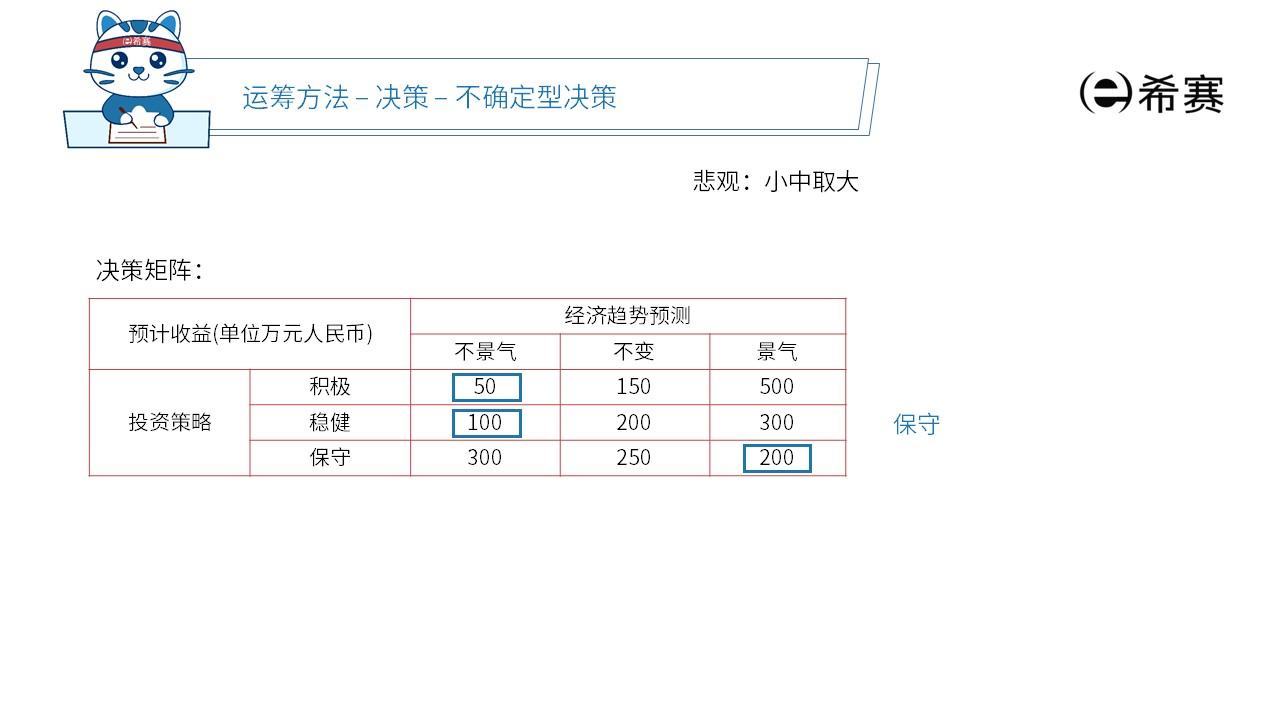 希赛
运筹方法 – 决策 – 不确定型决策
希赛
悲观：小中取大
决策矩阵：
预计收益(单位万元人民币) 经济趋势预测
不景气 不变 景气
投资策略 积极 50 150 500
稳健 100 200 300 保守
保守 300 250 200